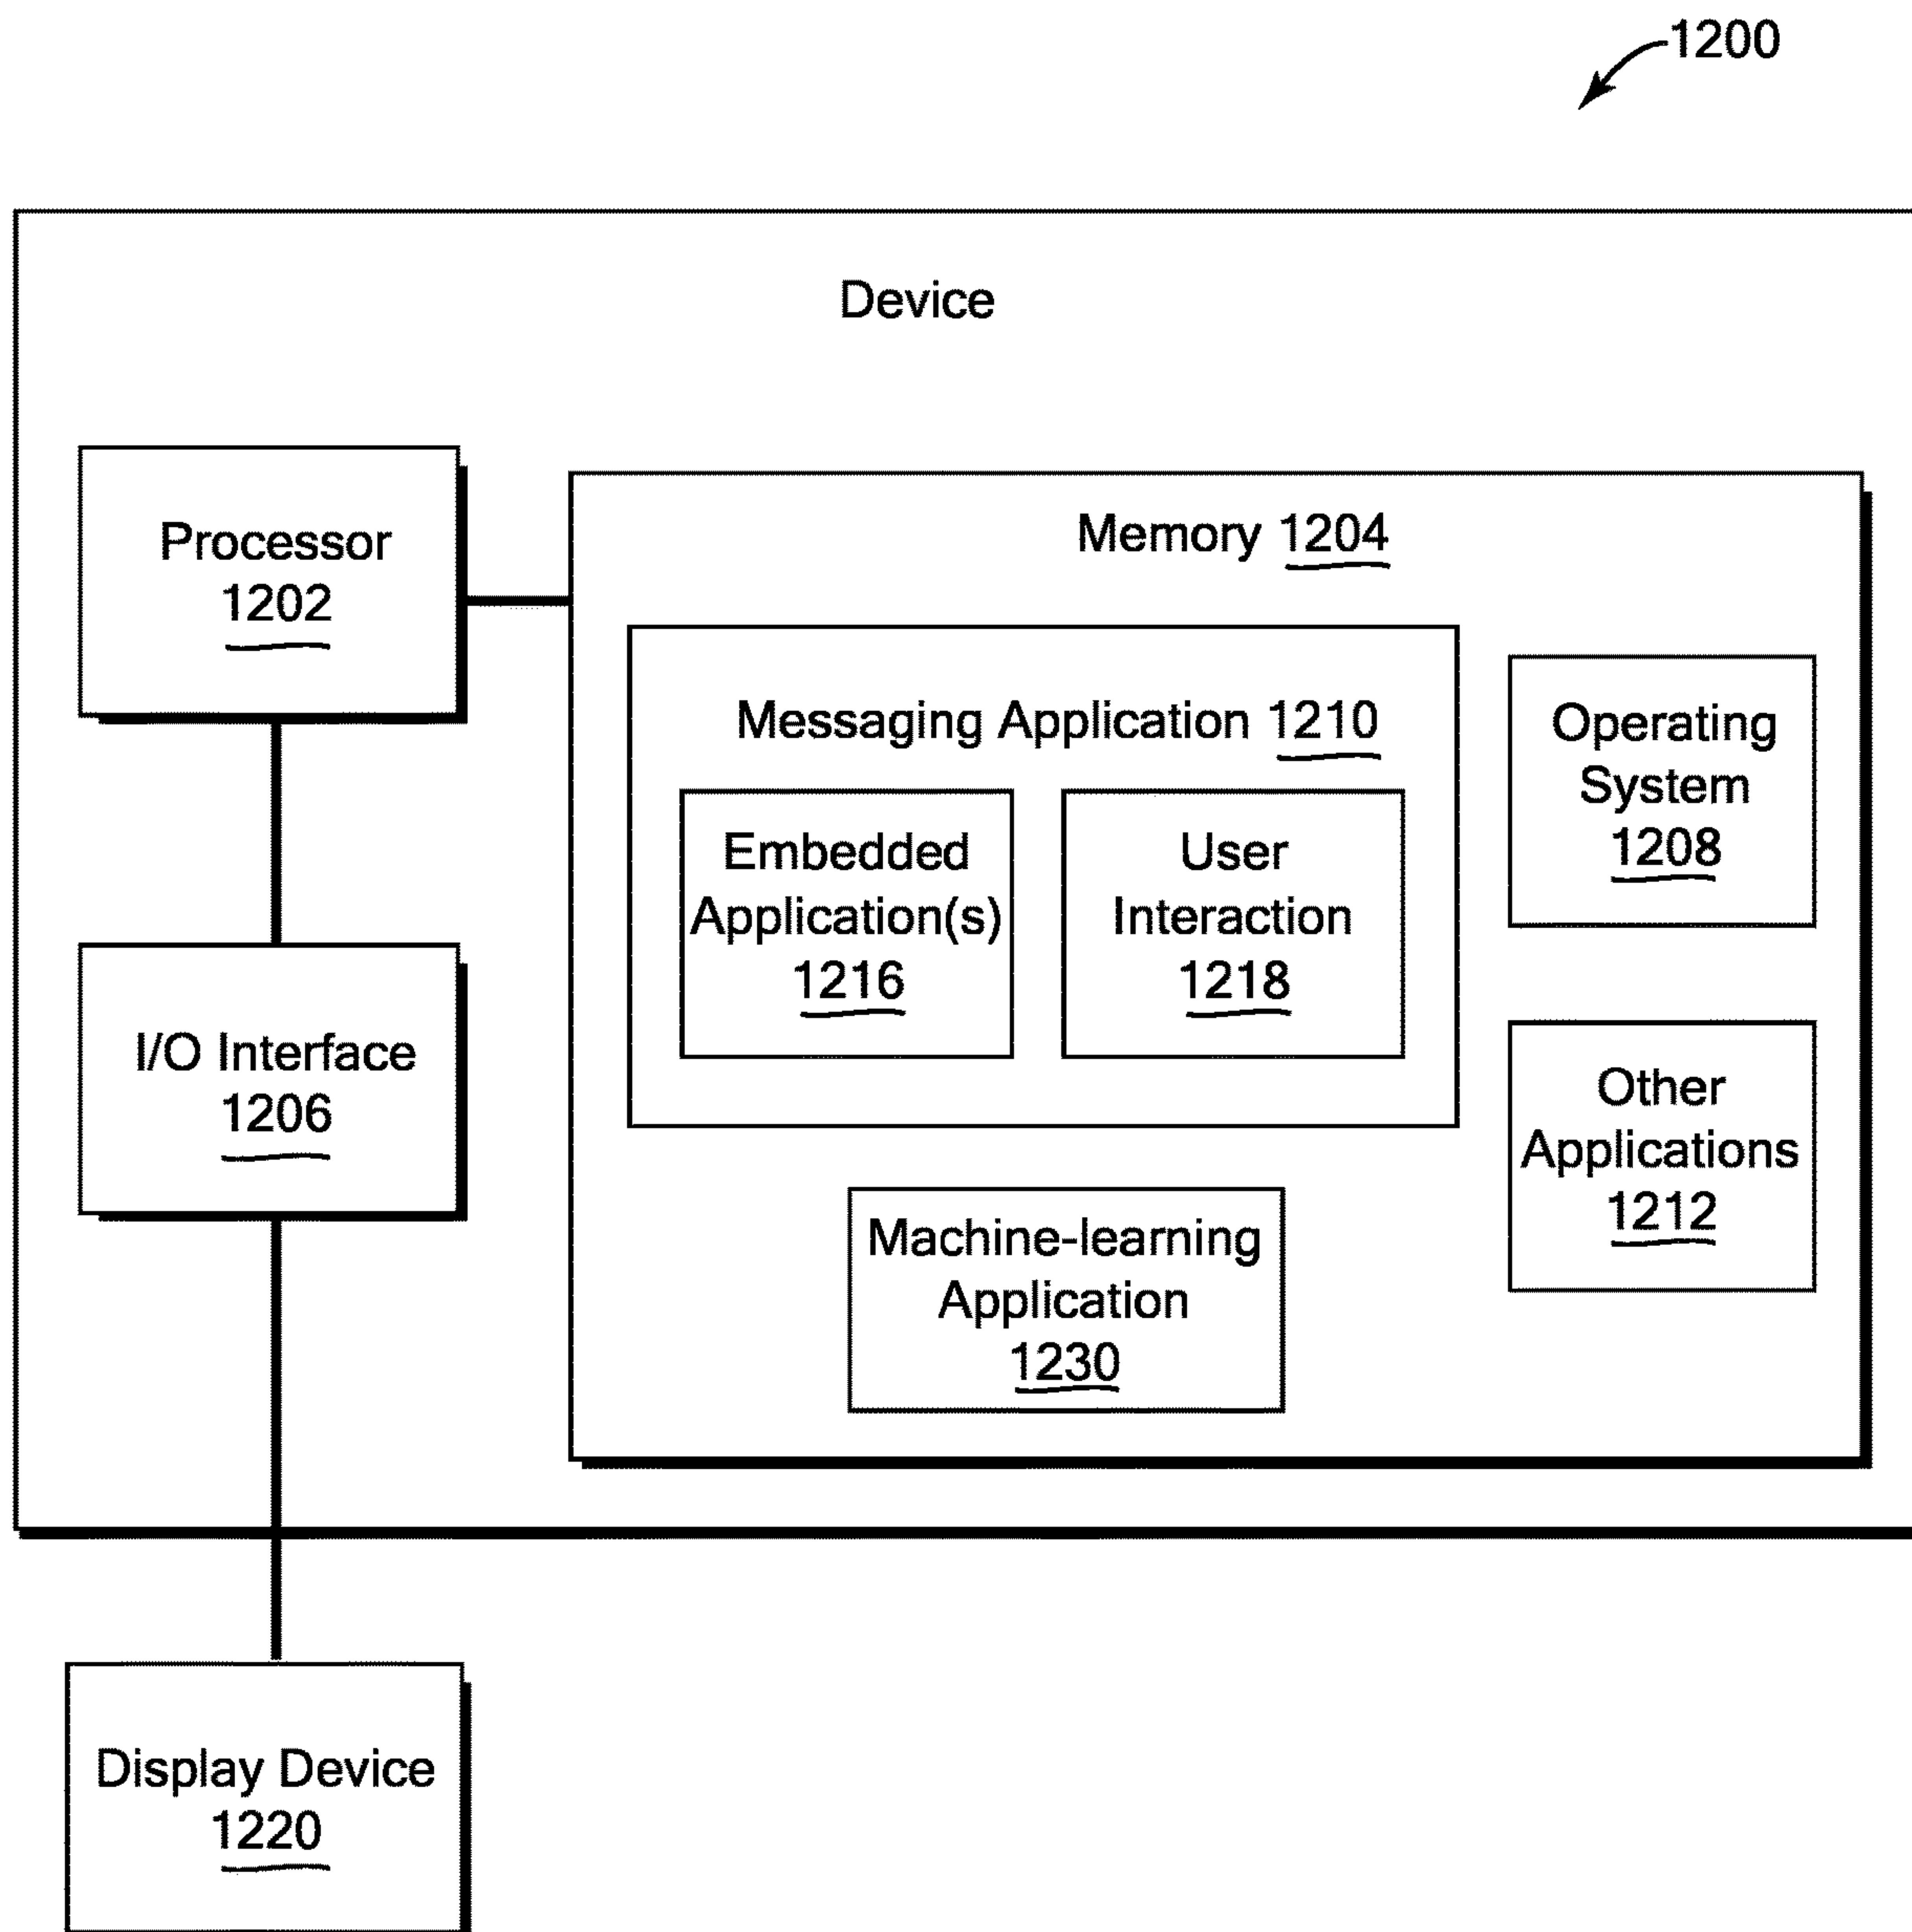 1200
Device
Processor
1202
Memory 1204
Messaging Application 1210
Embedded
Application(s)
1216
User
Interaction
1218
Operating
System
1208
I/O Interface
1206
Other
Applications
1212
Machine-learning
Application
1230
Display Device
1220